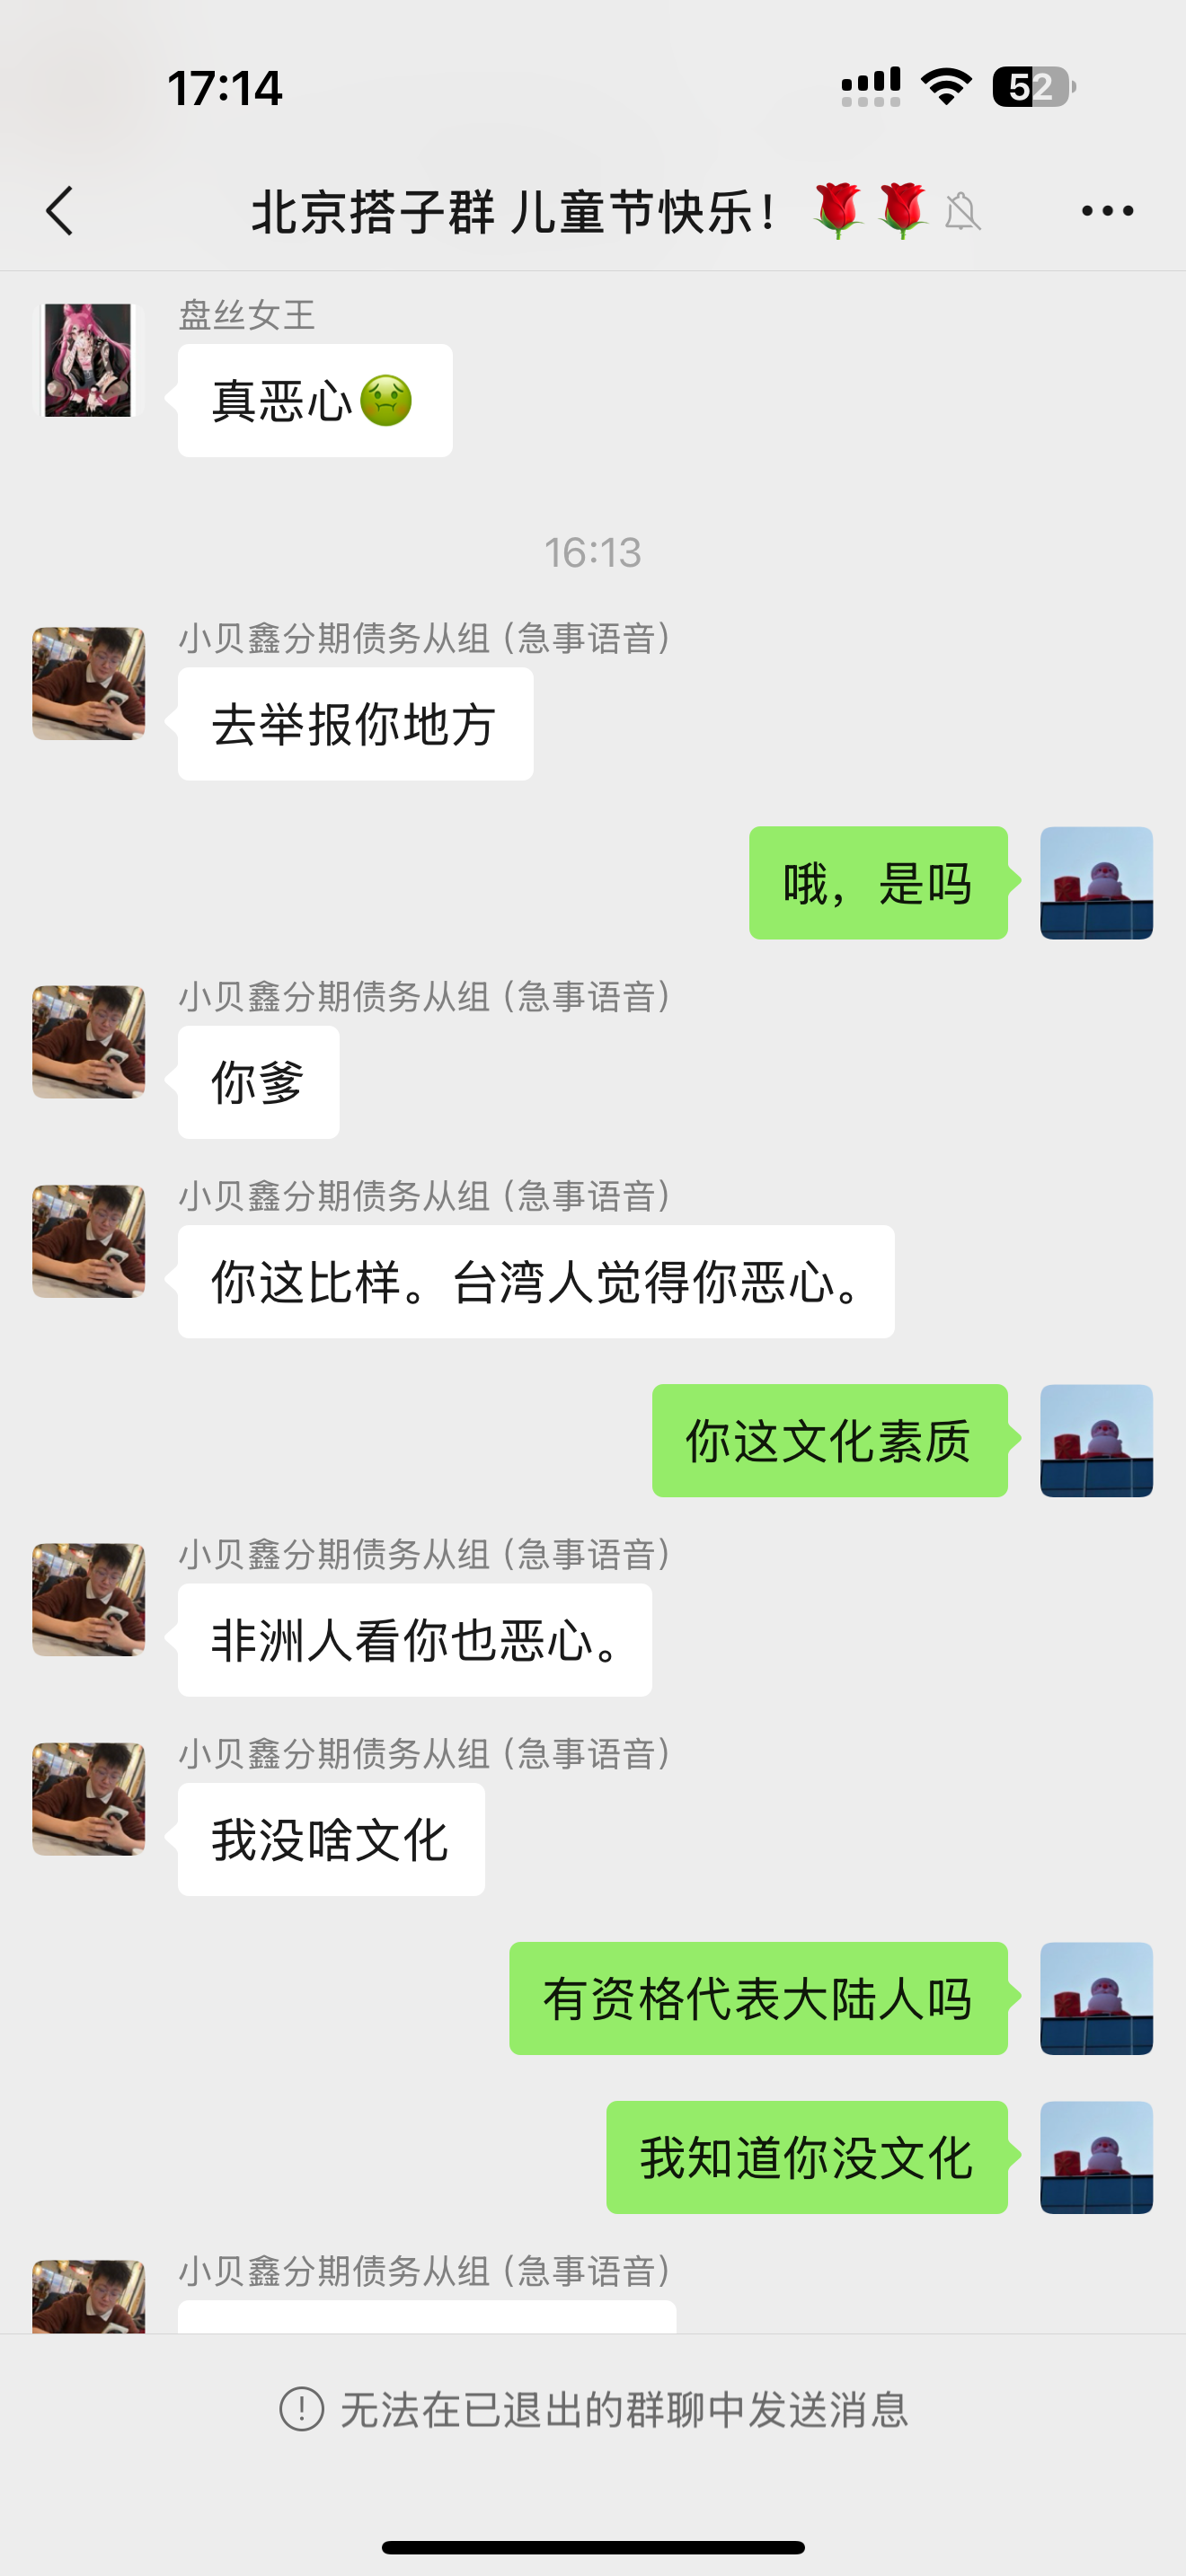 17:14
52
北京搭子群 儿童节快乐！🌹🌹
盘丝女王
真恶心🤢
16:13
小贝鑫分期债务从组（急事语音）
去举报你地方
哦，是吗
小贝鑫分期债务从组（急事语音）
你爹
小贝鑫分期债务从组（急事语音）
你这比样。台湾人觉得你恶心。
你这文化素质
小贝鑫分期债务从组（急事语音）
非洲人看你也恶心。
小贝鑫分期债务从组（急事语音）
我没啥文化
有资格代表大陆人吗
我知道你没文化
小贝鑫分期债务从组（急事语音）
无法在已退出的群聊中发送消息